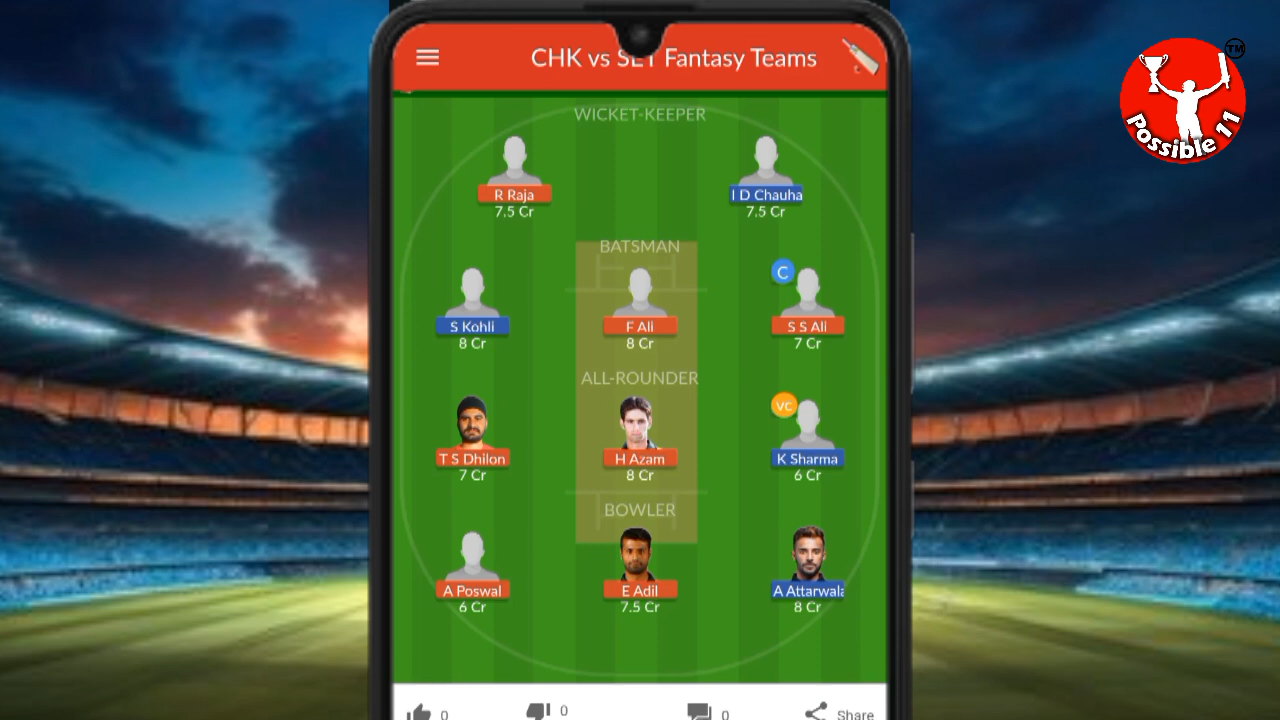 CHK vs SET Fantasy Teams
TM
Possible 11
WICKET-KEEPER
R Raja
7.5 Cr
I D Chauha
7.5 Cr
BATSMAN
S Kohli
8 Cr
F Ali
8 Cr
C
S S Ali
7 Cr
ALL-ROUNDER
T S Dhilon
7 Cr
H Azam
8 Cr
VC
K Sharma
6 Cr
BOWLER
A Poswal
6 Cr
E Adil
7.5 Cr
A Attarwala
8 Cr
0
0
0
Share